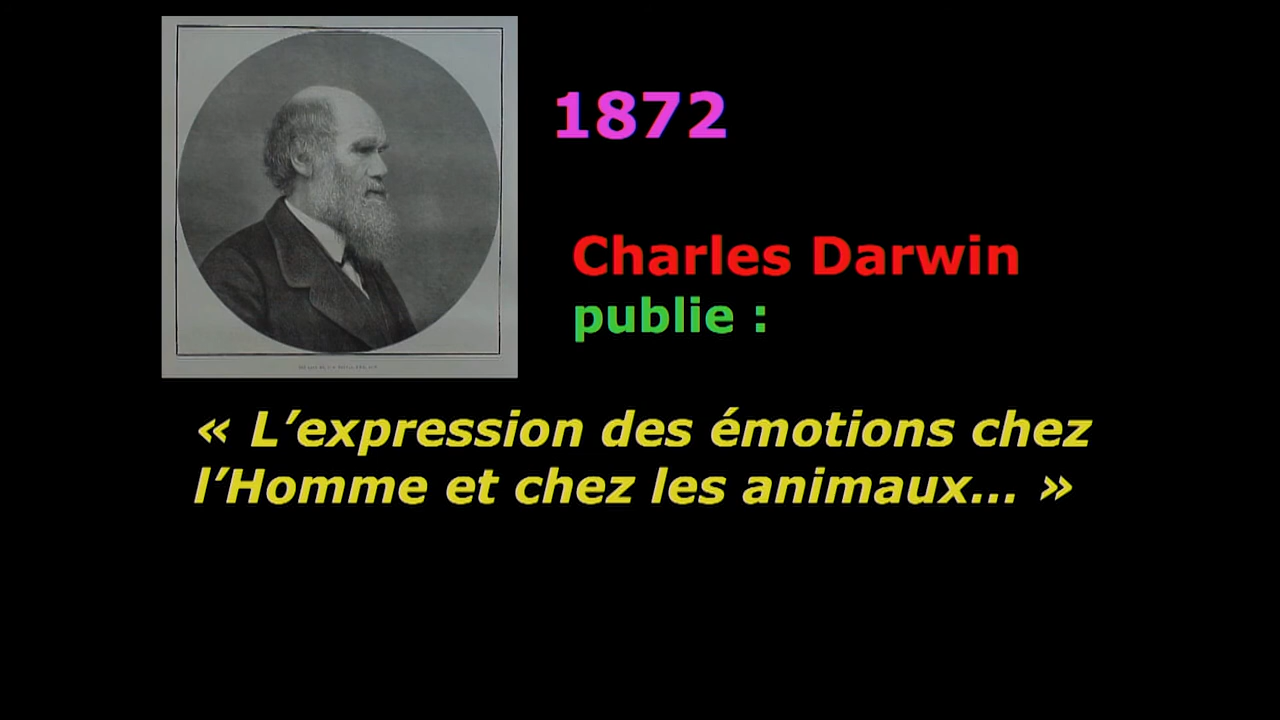 1872
Charles Darwin
publie :
« L’expression des émotions chez
l’Homme et chez les animaux... »